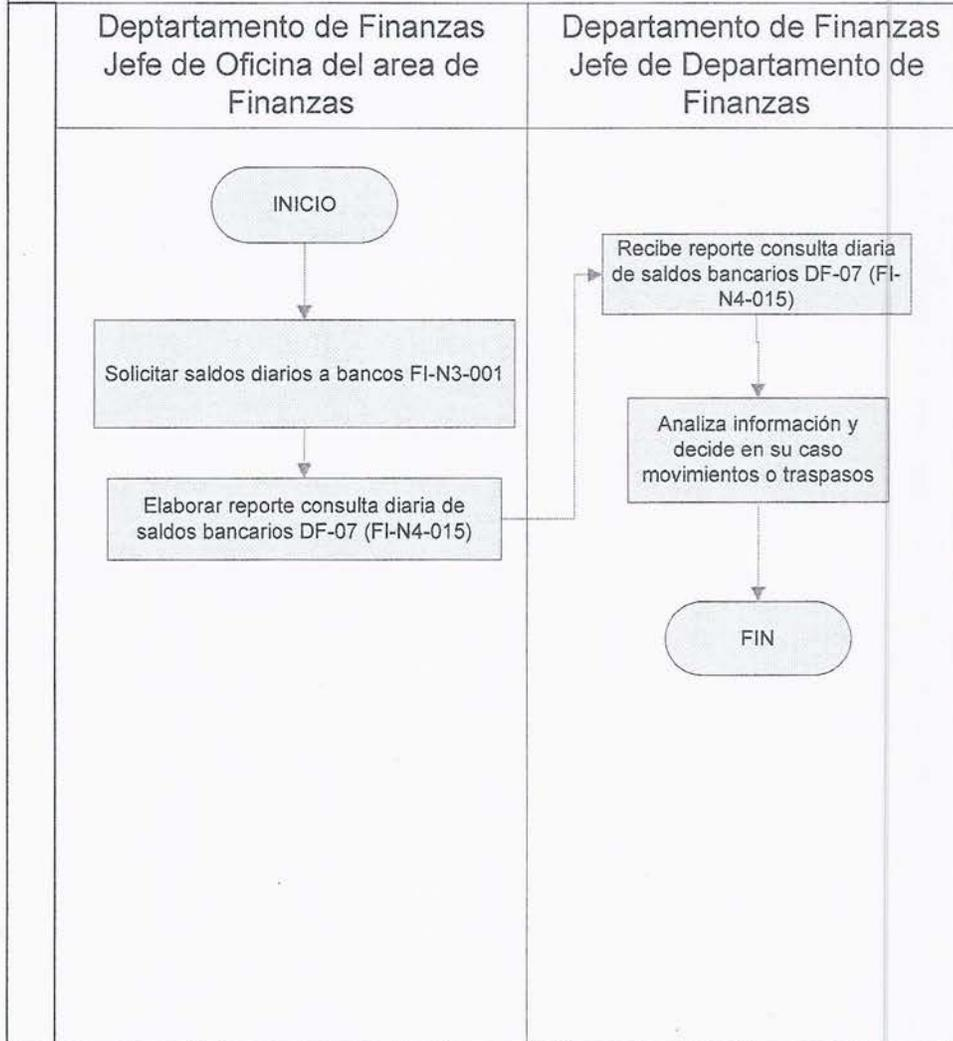 Deptartamento de Finanzas
Jefe de Oficina del area de
Finanzas
Departamento de Finanzas
Jefe de Departamento de
Finanzas
INICIO
Solicitar saldos diarios a bancos FI-N3-001
Elaborar reporte consulta diaria de
saldos bancarios DF-07 (FI-N4-015)
Recibe reporte consulta diaria
de saldos bancarios DF-07 (FI-
N4-015)
Analiza información y
decide en su caso
movimientos o traspasos
FIN